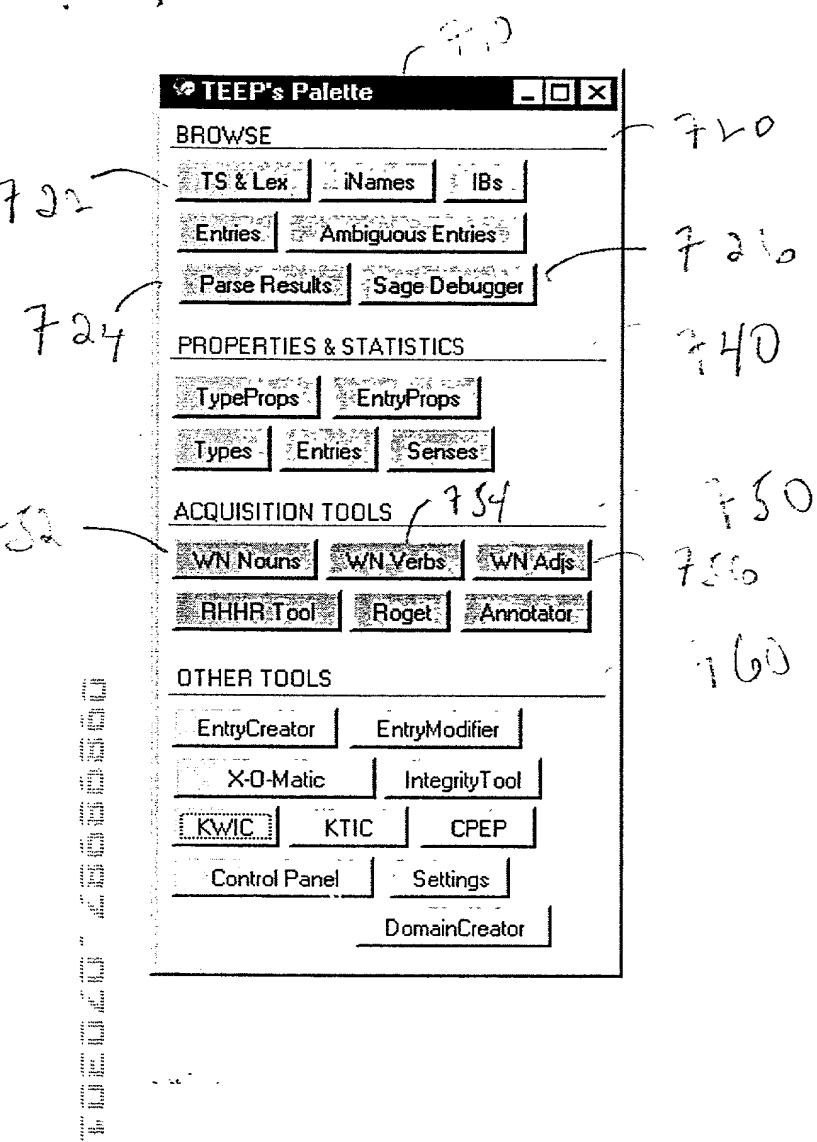 TEEP's Palette
BROWSE 720
722 TS & Lex iNames IBs
Entries Ambiguous Entries
726
724 Parse Results Sage Debugger
PROPERTIES & STATISTICS 740
TypeProps EntryProps
Types Entries Senses
ACQUISITION TOOLS 754 750
WN Nouns WN Verbs WN Adjs 756
RHHR Tool Roget Annotator
760
OTHER TOOLS
EntryCreator EntryModifier
X-O-Matic IntegrityTool
KWIC KTIC CPEP
Control Panel Settings
DomainCreator